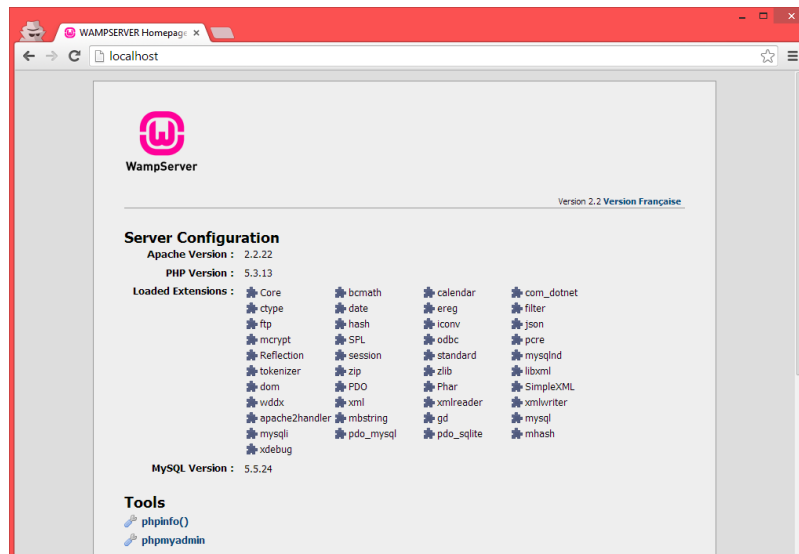 WAMPSERVER Homepage
localhost
WampServer
Version 2.2 Version Française
Server Configuration
Apache Version : 2.2.22
PHP Version : 5.3.13
Loaded Extensions : Core bcmath calendar com_dotnet
ctype date ereg filter
ftp hash iconv json
mcrypt SPL odbc pcre
Reflection session standard mysqlnd
tokenizer zip zlib libxml
dom PDO Phar SimpleXML
wddx xml xmlreader xmlwriter
apache2handler mbstring gd mysql
mysqli pdo_mysql pdo_sqlite mhash
xdebug
MySQL Version : 5.5.24
Tools
phpinfo()
phpmyadmin